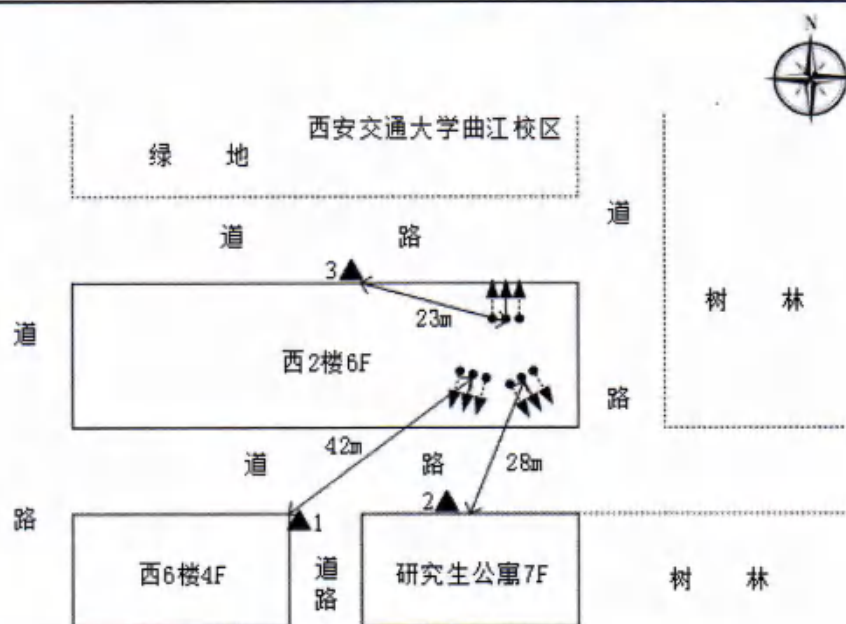 N
西安交通大学曲江校区
绿 地
道
道 路
3
树 林
23m
道
西2楼6F
路
42m
道 路
28m
2
路
1
西6楼4F
道路
研究生公寓7F
树 林